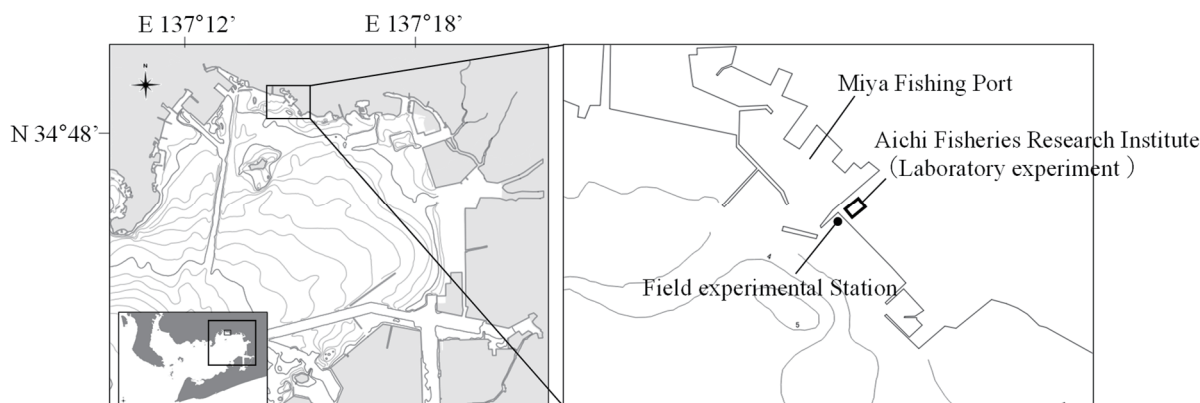 E 137°12’
E 137°18’
N
N 34°48’
Miya Fishing Port
Aichi Fisheries Research Institute
（Laboratory experiment ）
4
Field experimental Station
5